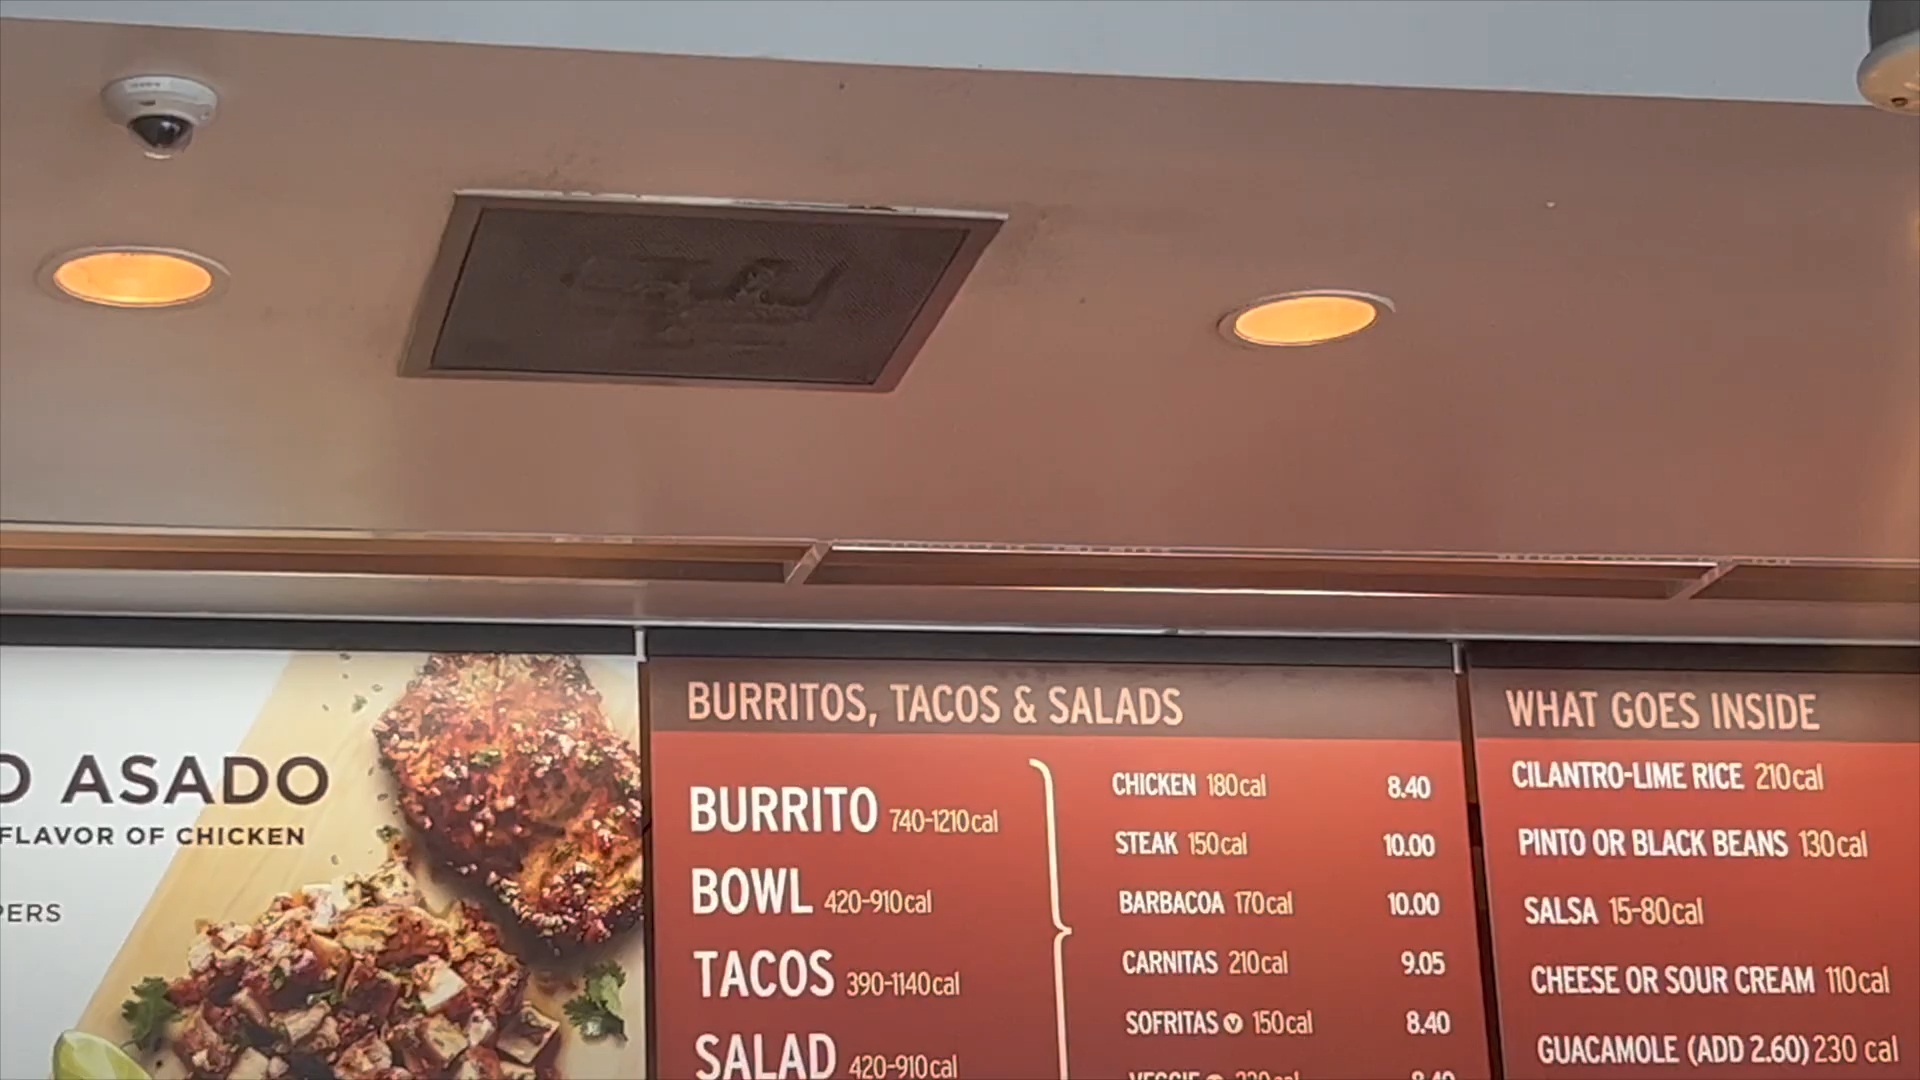 O ASADO
FLAVOR OF CHICKEN
PERS
BURRITOS, TACOS & SALADS
BURRITO 740-1210cal
BOWL 420-910cal
TACOS 390-1140cal
SALAD 420-910cal
CHICKEN 180cal 8.40
STEAK 150cal 10.00
BARBACOA 170cal 10.00
CARNITAS 210cal 9.05
SOFRITAS V 150cal 8.40
WHAT GOES INSIDE
CILANTRO-LIME RICE 210cal
PINTO OR BLACK BEANS 130cal
SALSA 15-80cal
CHEESE OR SOUR CREAM 110cal
GUACAMOLE (ADD 2.60) 230 cal